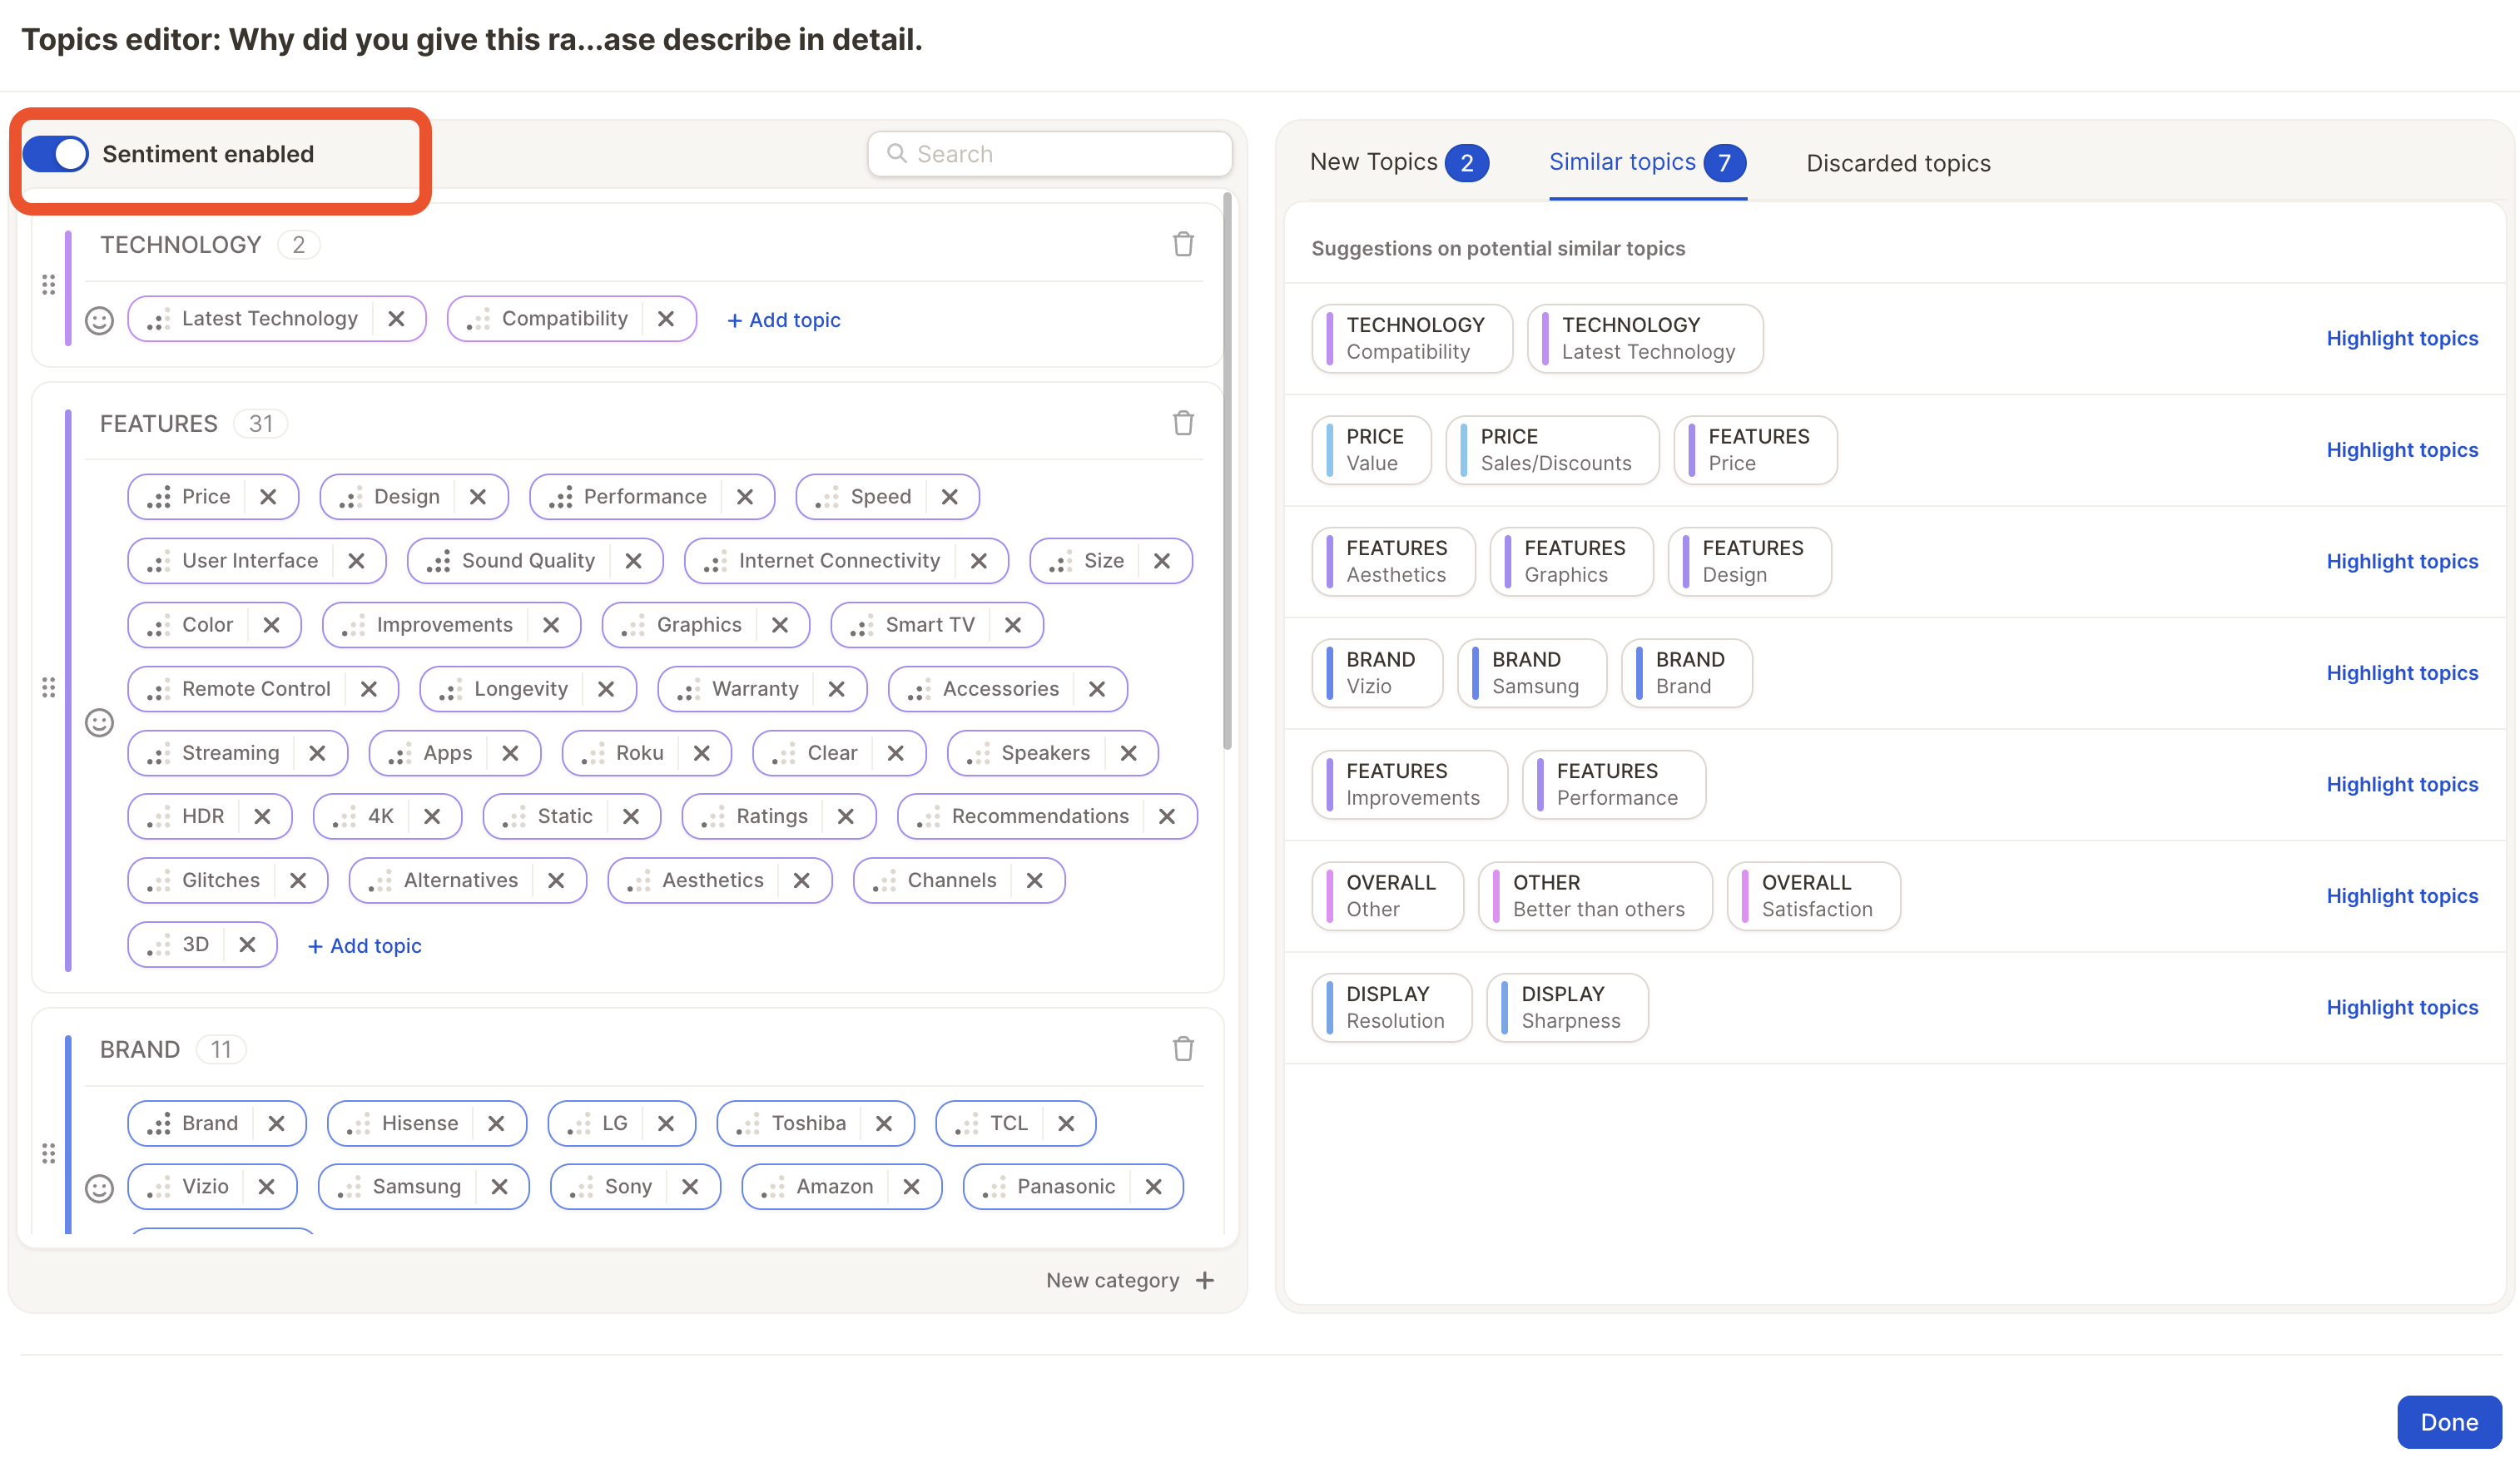 Topics editor: Why did you give this ra...ase describe in detail.
Sentiment enabled
Search
TECHNOLOGY 2
Latest Technology Compatibility + Add topic
FEATURES 31
Price Design Performance Speed
User Interface Sound Quality Internet Connectivity Size
Color Improvements Graphics Smart TV
Remote Control Longevity Warranty Accessories
Streaming Apps Roku Clear Speakers
HDR 4K Static Ratings Recommendations
Glitches Alternatives Aesthetics Channels
3D + Add topic
BRAND 11
Brand Hisense LG Toshiba TCL
Vizio Samsung Sony Amazon Panasonic
New category +
New Topics 2 Similar topics 7 Discarded topics
Suggestions on potential similar topics
TECHNOLOGY TECHNOLOGY
Compatibility Latest Technology
Highlight topics
PRICE PRICE FEATURES
Value Sales/Discounts Price
Highlight topics
FEATURES FEATURES FEATURES
Aesthetics Graphics Design
Highlight topics
BRAND BRAND BRAND
Vizio Samsung Brand
Highlight topics
FEATURES FEATURES
Improvements Performance
Highlight topics
OVERALL OTHER OVERALL
Other Better than others Satisfaction
Highlight topics
DISPLAY DISPLAY
Resolution Sharpness
Highlight topics
Done